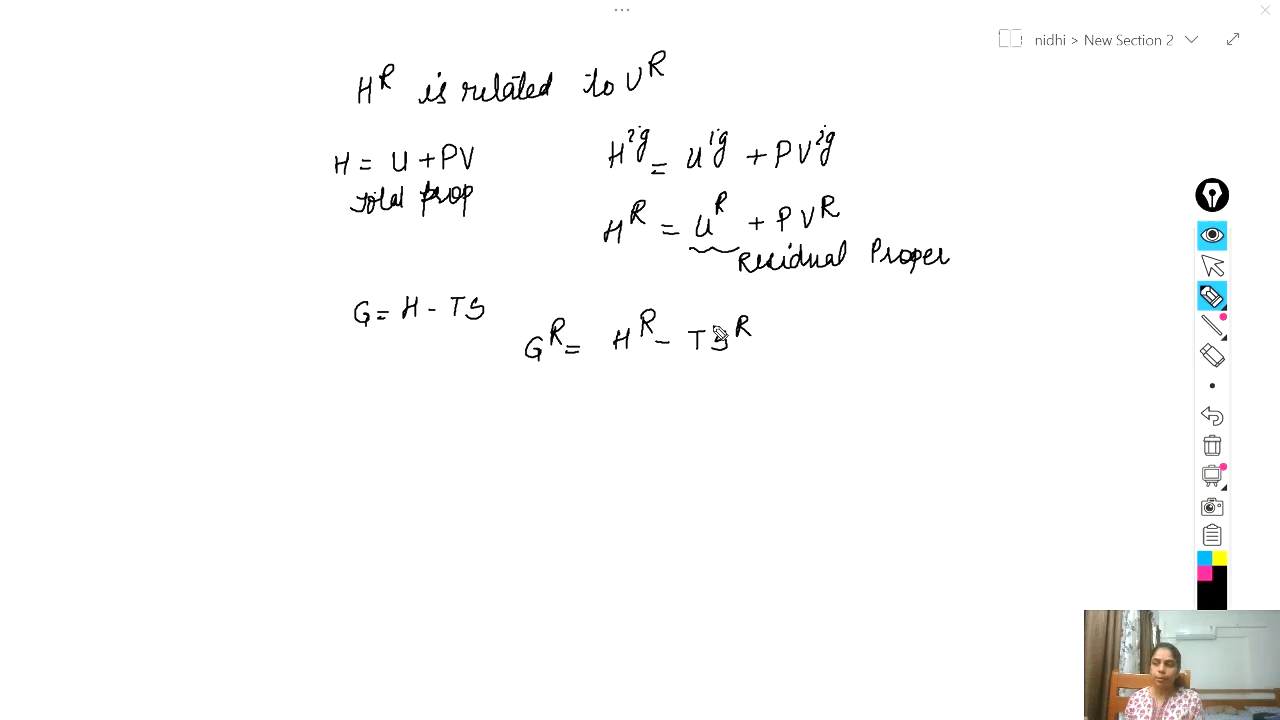 nidhi > New Section 2
H^R is related to U^R
H = U + PV
H^ig = U^ig + PV^ig
Total prop
H^R = U^R + PV^R
Residual Proper
G = H - TS
G^R = H^R - TS^R